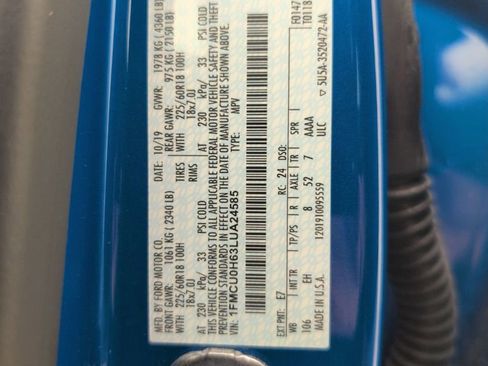 MFD. BY FORD MOTOR CO.
DATE: 10/19 GVWR: 1978 KG ( 4360 LB)
FRONT GAWR: 1061 KG ( 2340 LB) REAR GAWR: 975 KG ( 2150 LB)
WITH 225/60R18 100H TIRES WITH 225/60R18 100H
18x7.0J RIMS 18x7.0J
AT 230 kPa/ 33 PSI COLD AT 230 kPa/ 33 PSI COLD
THIS VEHICLE CONFORMS TO ALL APPLICABLE FEDERAL MOTOR VEHICLE SAFETY AND THEFT
PREVENTION STANDARDS IN EFFECT ON THE DATE OF MANUFACTURE SHOWN ABOVE.
VIN: 1FMCU0H63LUA24585
TYPE: MPV
F0147
T0118
EXT PNT: E7 RC: 24 DSO:
WB INT TR TP/PS R AXLE TR SPR
106 EH 8 52 7 AAAA
ULC
MADE IN U.S.A. 12019100955S9
▽ 5U5A-3520472-AA